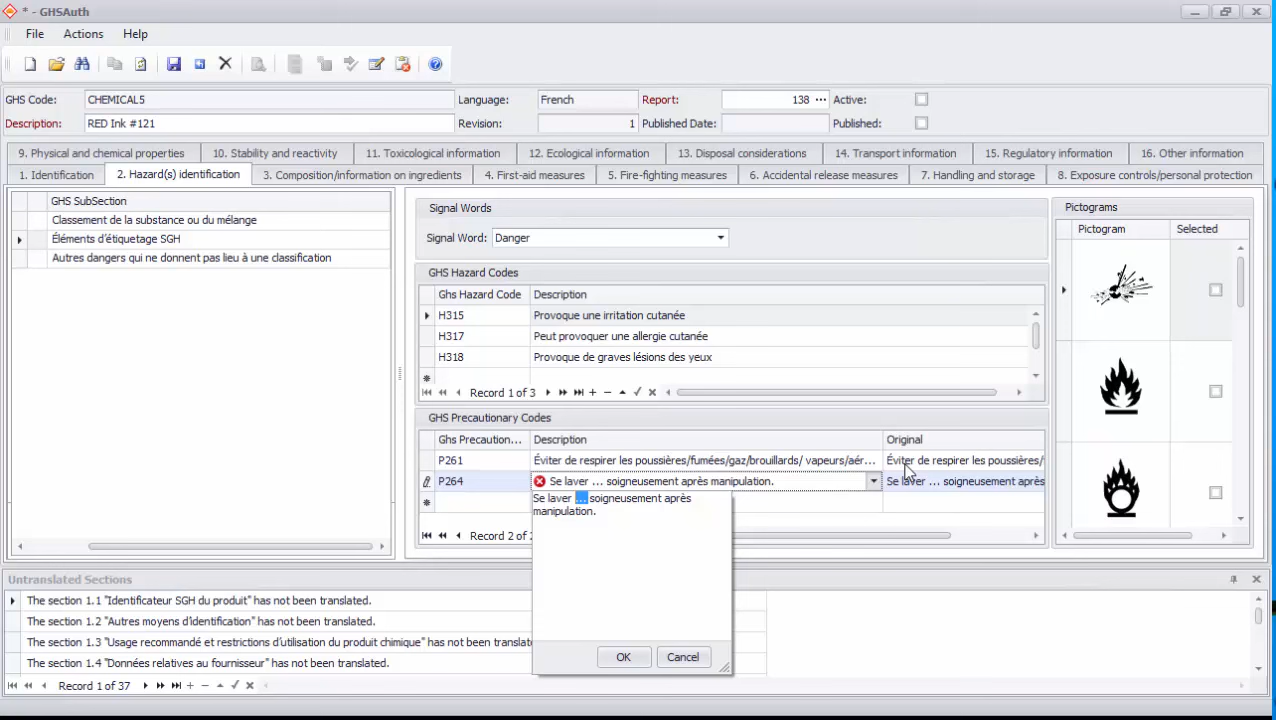 * - GHSAuth
File Actions Help
GHS Code: CHEMICAL5 Language: French Report: 138 ... Active:
Description: RED Ink #121 Revision: 1 Published Date: Published:
9. Physical and chemical properties 10. Stability and reactivity 11. Toxicological information 12. Ecological information 13. Disposal considerations 14. Transport information 15. Regulatory information 16. Other information
1. Identification 2. Hazard(s) identification 3. Composition/information on ingredients 4. First-aid measures 5. Fire-fighting measures 6. Accidental release measures 7. Handling and storage 8. Exposure controls/personal protection
GHS SubSection
Classement de la substance ou du mélange
Éléments d'étiquetage SGH
Autres dangers qui ne donnent pas lieu à une classification
Signal Words
Signal Word: Danger
GHS Hazard Codes
Ghs Hazard Code Description
H315 Provoque une irritation cutanée
H317 Peut provoquer une allergie cutanée
H318 Provoque de graves lésions des yeux
Record 1 of 3
GHS Precautionary Codes
Ghs Precaution... Description Original
P261 Éviter de respirer les poussières/fumées/gaz/brouillards/ vapeurs/aér... Éviter de respirer les poussières/
P264 Se laver ... soigneusement après manipulation. Se laver ... soigneusement après
Se laver ... soigneusement après
manipulation.
Record 2 of
OK Cancel
Pictograms
Pictogram Selected
Untranslated Sections
The section 1.1 "Identificateur SGH du produit" has not been translated.
The section 1.2 "Autres moyens d'identification" has not been translated.
The section 1.3 "Usage recommandé et restrictions d'utilisation du produit chimique" has not been translat
The section 1.4 "Données relatives au fournisseur" has not been translated.
Record 1 of 37